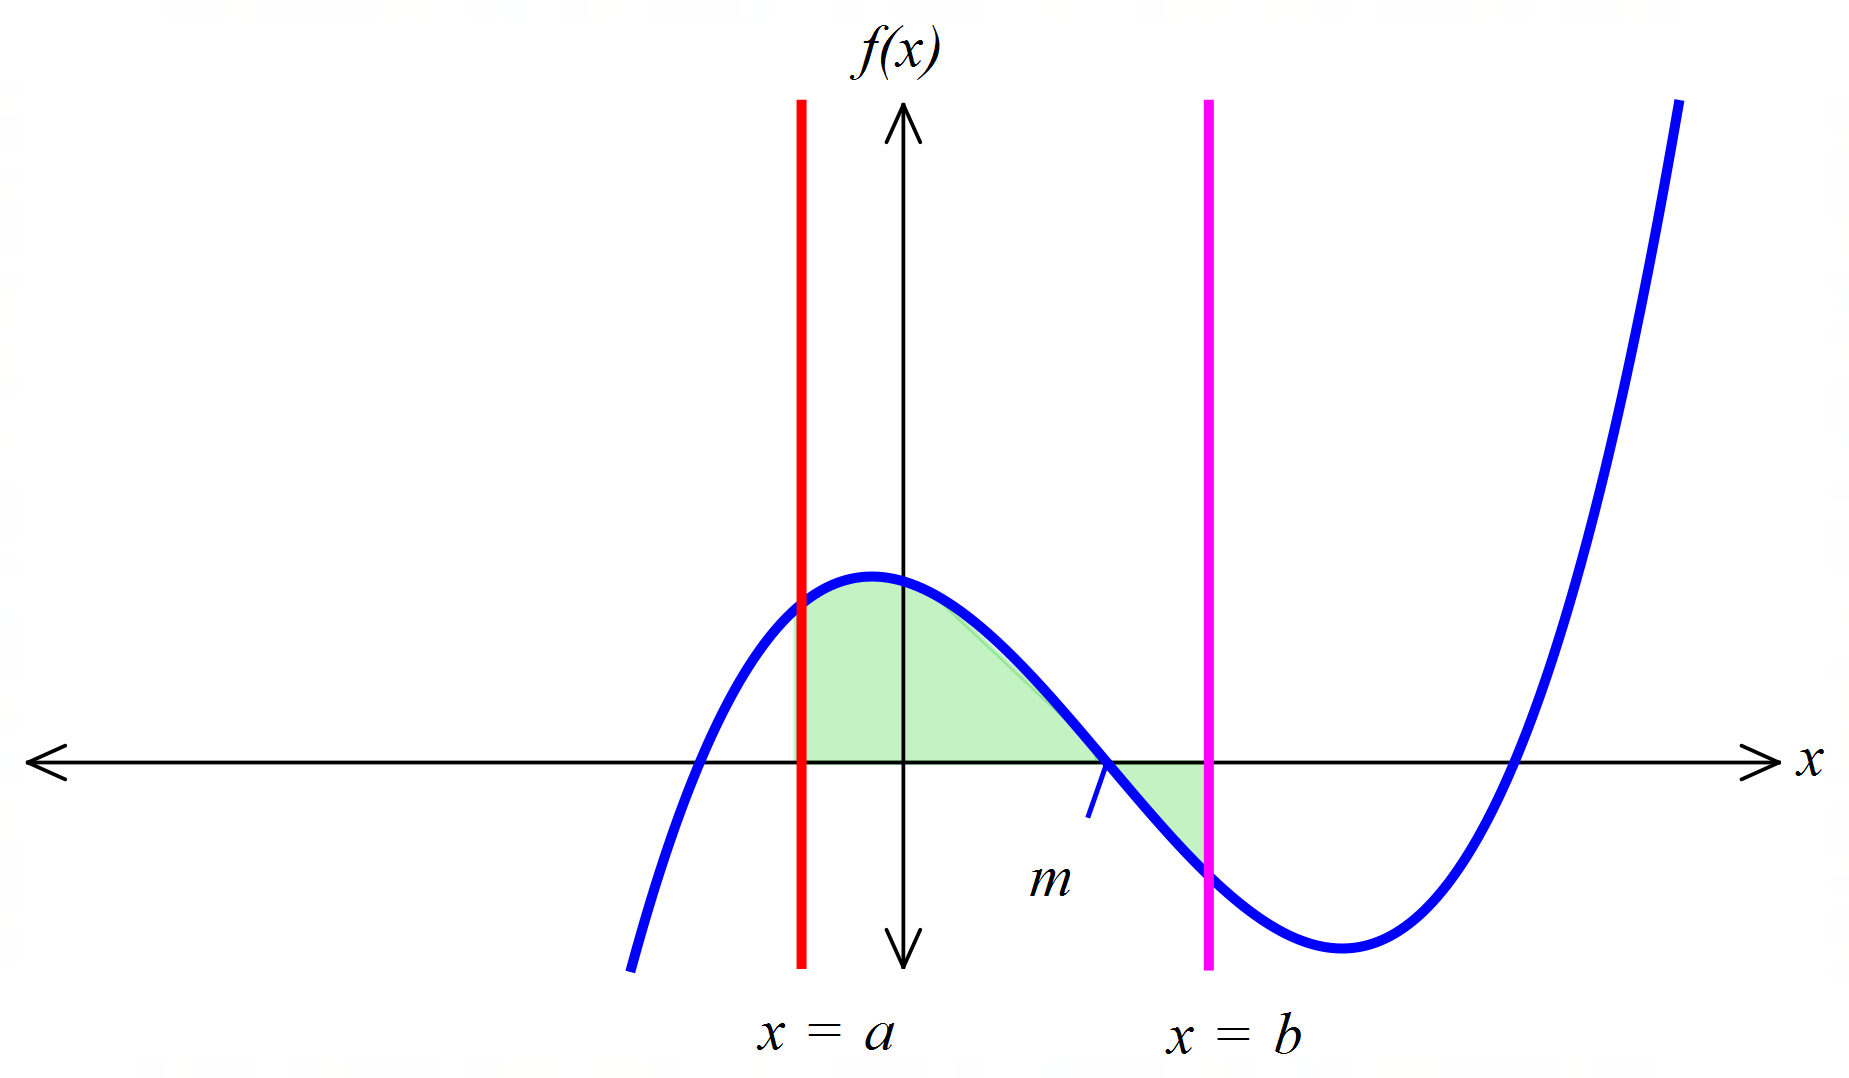 f(x)
x
m
x = a
x = b